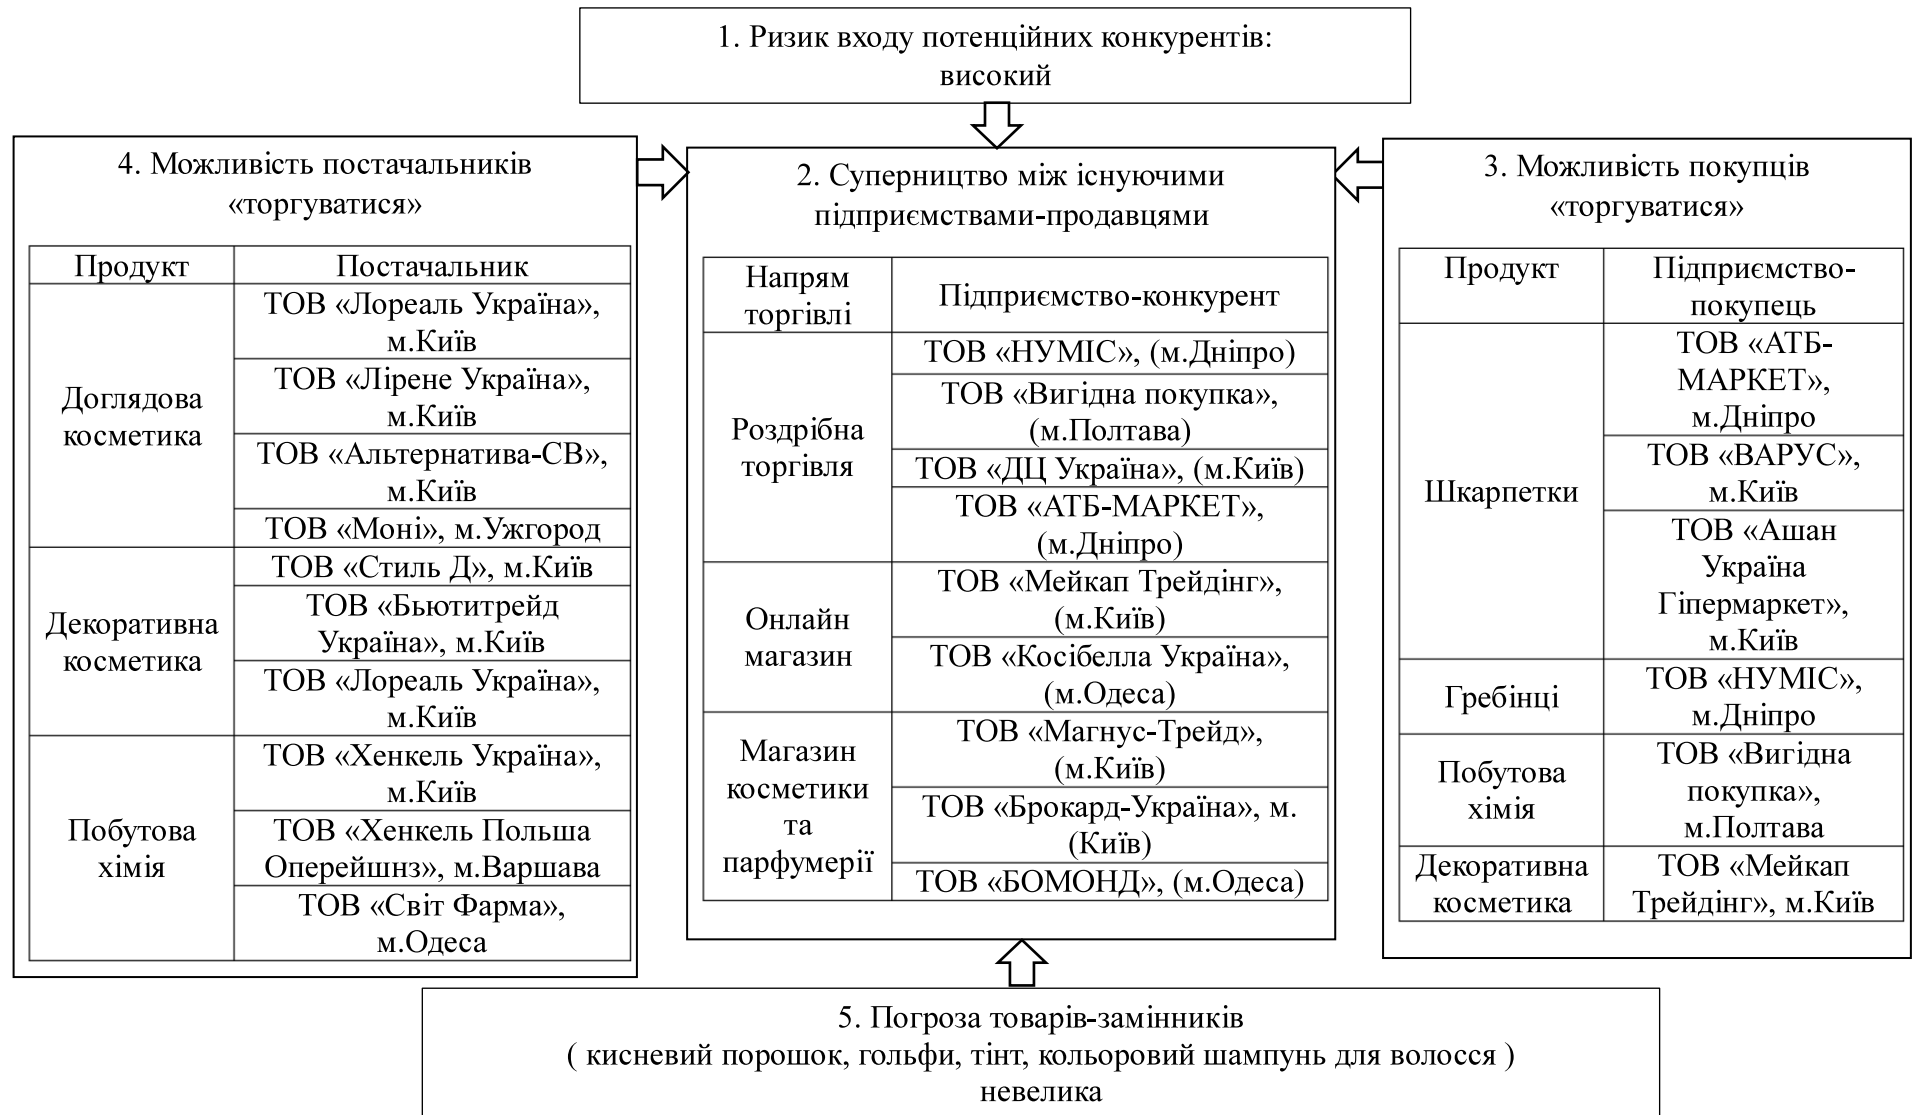 1. Ризик входу потенційних конкурентів:
високий
4. Можливість постачальників
«торгуватися»
Продукт
Постачальник
Доглядова
косметика
ТОВ «Лореаль Україна»,
м.Київ
ТОВ «Лірене Україна»,
м.Київ
ТОВ «Альтернатива-СВ»,
м.Київ
ТОВ «Моні», м.Ужгород
Декоративна
косметика
ТОВ «Стиль Д», м.Київ
ТОВ «Бьютитрейд
Україна», м.Київ
ТОВ «Лореаль Україна»,
м.Київ
Побутова
хімія
ТОВ «Хенкель Україна»,
м.Київ
ТОВ «Хенкель Польша
Оперейшнз», м.Варшава
ТОВ «Світ Фарма»,
м.Одеса
2. Суперництво між існуючими
підприємствами-продавцями
Напрям
торгівлі
Підприємство-конкурент
Роздрібна
торгівля
ТОВ «НУМІС», (м.Дніпро)
ТОВ «Вигідна покупка»,
(м.Полтава)
ТОВ «ДЦ Україна», (м.Київ)
ТОВ «АТБ-МАРКЕТ»,
(м.Дніпро)
Онлайн
магазин
ТОВ «Мейкап Трейдінг»,
(м.Київ)
ТОВ «Косібелла Україна»,
(м.Одеса)
Магазин
косметики
та
парфумерії
ТОВ «Магнус-Трейд»,
(м.Київ)
ТОВ «Брокард-Україна», м.
(Київ)
ТОВ «БОМОНД», (м.Одеса)
3. Можливість покупців
«торгуватися»
Продукт
Підприємство-
покупець
Шкарпетки
ТОВ «АТБ-
МАРКЕТ»,
м.Дніпро
ТОВ «ВАРУС»,
м.Київ
ТОВ «Ашан
Україна
Гіпермаркет»,
м.Київ
Гребінці
ТОВ «НУМІС»,
м.Дніпро
Побутова
хімія
ТОВ «Вигідна
покупка»,
м.Полтава
Декоративна
косметика
ТОВ «Мейкап
Трейдінг», м.Київ
5. Погроза товарів-замінників
( кисневий порошок, гольфи, тінт, кольоровий шампунь для волосся )
невелика